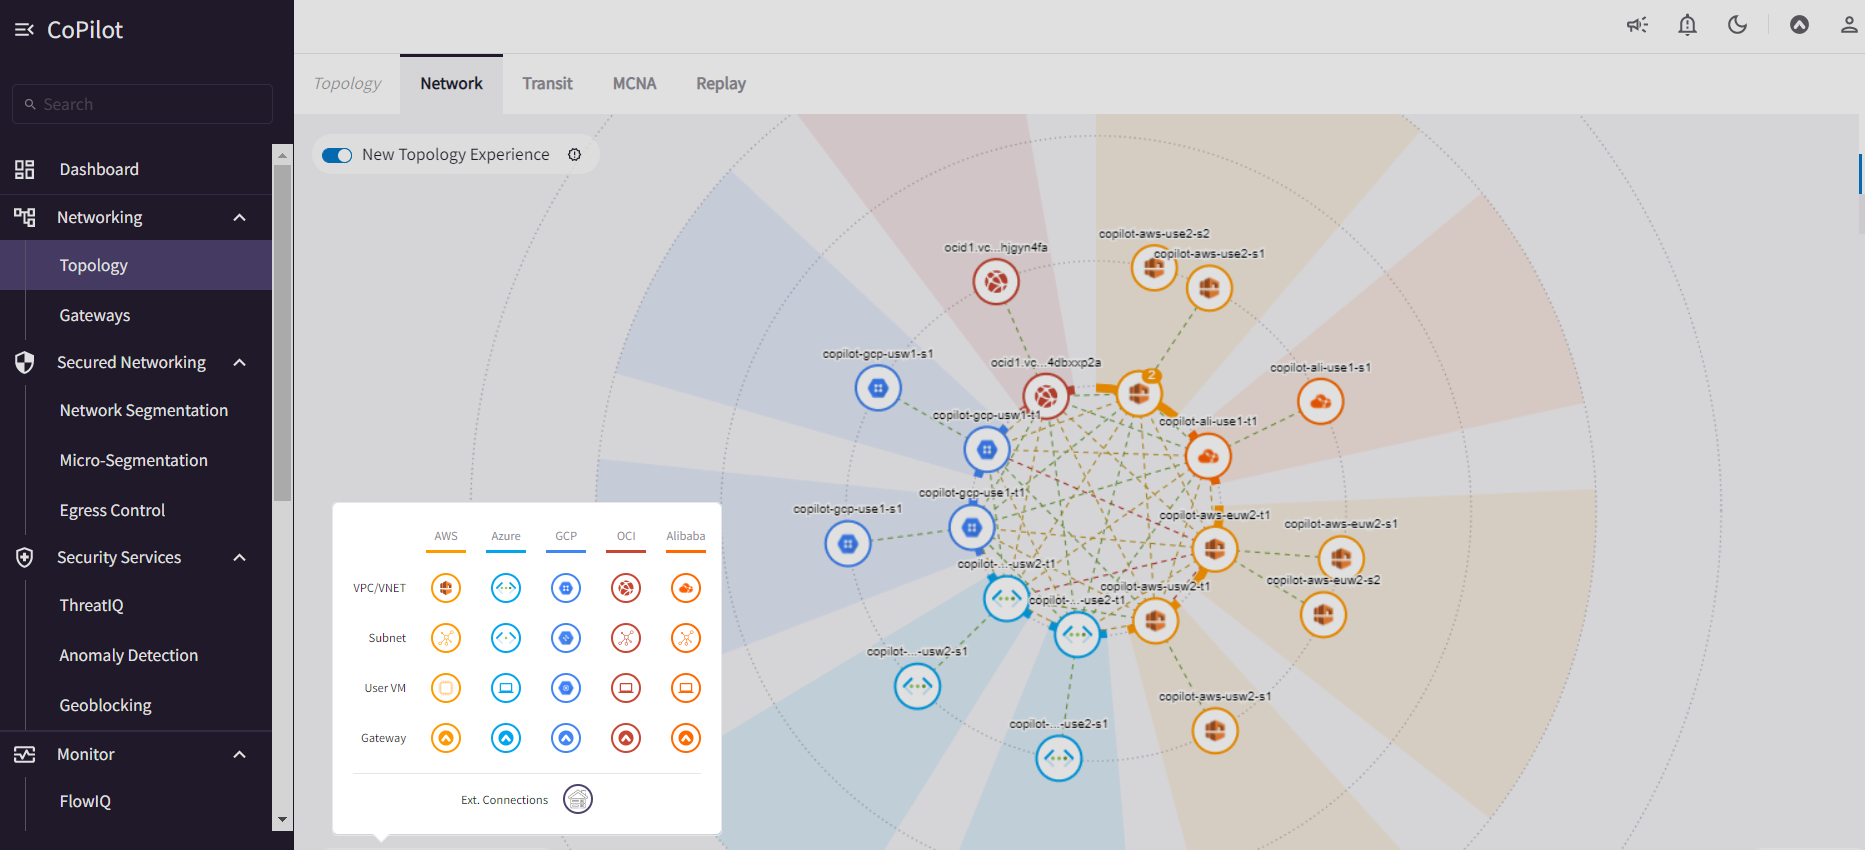 CoPilot
Search
Dashboard
Networking
Topology
Gateways
Secured Networking
Network Segmentation
Micro-Segmentation
Egress Control
Security Services
ThreatIQ
Anomaly Detection
Geoblocking
Monitor
FlowIQ
Topology Network Transit MCNA Replay
New Topology Experience
copilot-aws-use2-s2
ocid1.vc...hjgyn4fa
copilot-aws-use2-s1
copilot-gcp-usw1-s1
ocid1.vc...4dbxxp2a
copilot-ali-use1-s1
2
copilot-gcp-usw1-t1
copilot-ali-use1-t1
copilot-gcp-use1-t1
copilot-gcp-use1-s1
copilot-aws-euw2-t1
copilot-aws-euw2-s1
copilot-...-usw2-t1
copilot-aws-euw2-s2
copilot-aws-usw2-t1
copilot-...-use2-t1
copilot-...-usw2-s1
copilot-aws-usw2-s1
copilot-...-use2-s1
AWS Azure GCP OCI Alibaba
VPC/VNET
Subnet
User VM
Gateway
Ext. Connections